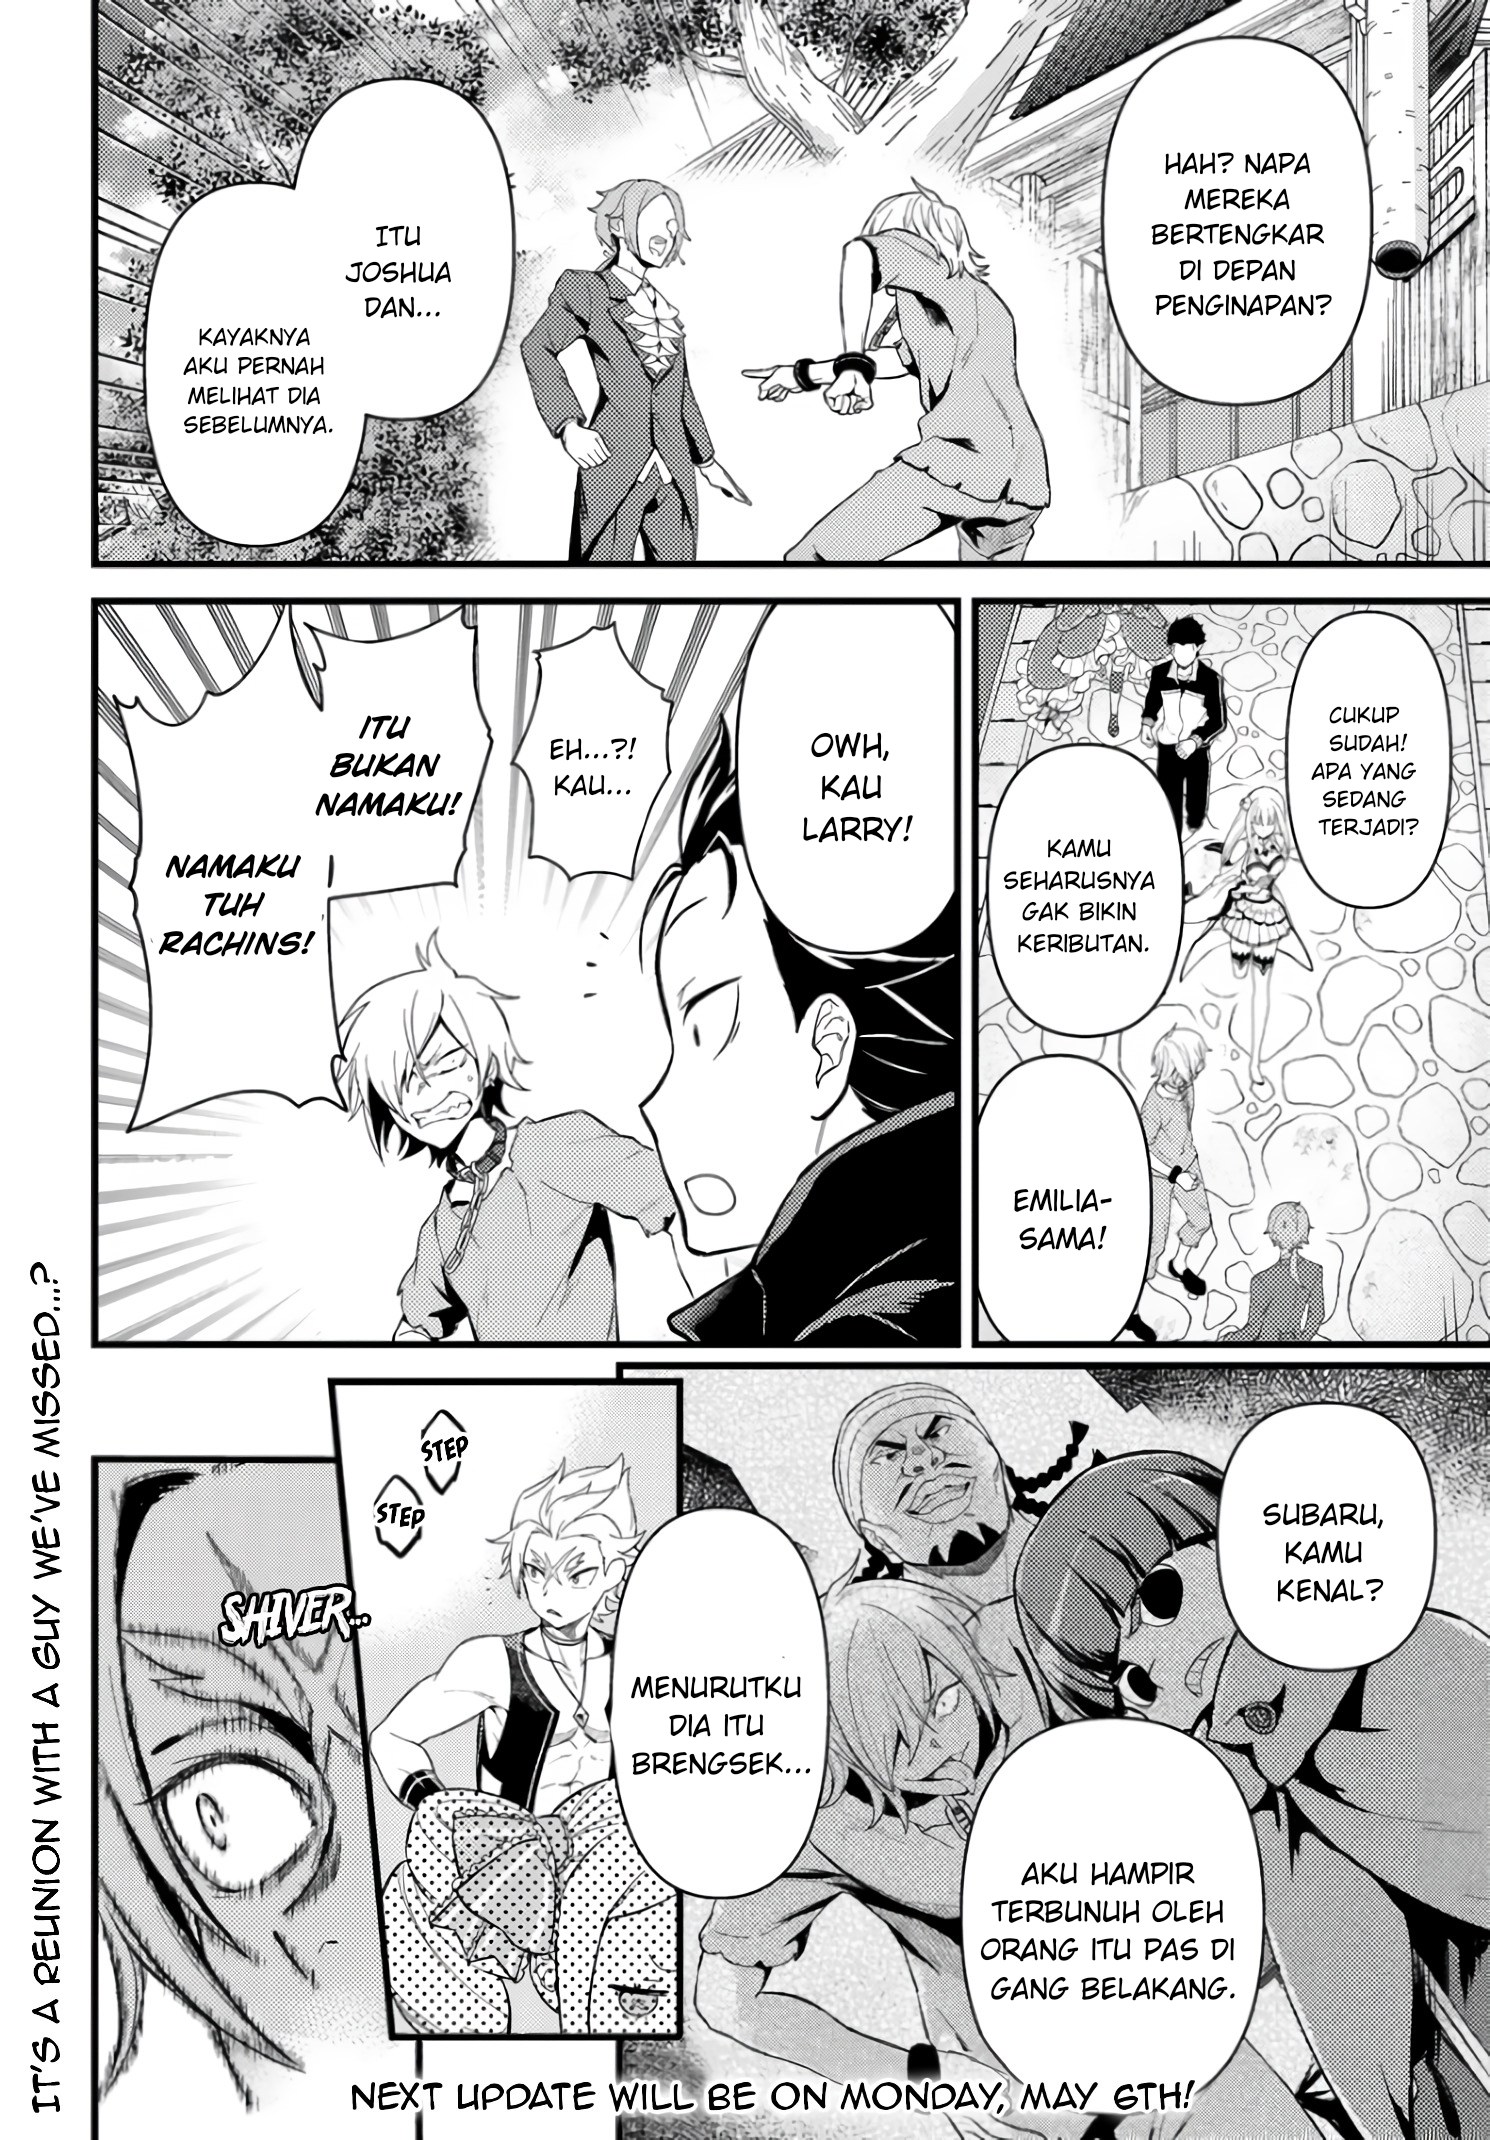 HAH? NAPA
MEREKA
BERTENGKAR
DI DEPAN
PENGINAPAN?
ITU
JOSHUA
DAN...
KAYAKNYA
AKU PERNAH
MELIHAT DIA
SEBELUMNYA.
CUKUP
SUDAH!
APA YANG
SEDANG
TERJADI?
KAMU
SEHARUSNYA
GAK BIKIN
KERIBUTAN.
EMILIA-
SAMA!
OWH,
KAU
LARRY!
EH...?!
KAU...
ITU
BUKAN
NAMAKU!
NAMAKU
TUH
RACHINS!
SUBARU,
KAMU
KENAL?
AKU HAMPIR
TERBUNUH OLEH
ORANG ITU PAS DI
GANG BELAKANG.
MENURUTKU
DIA ITU
BRENGSEK...
STEP
STEP
SHIVER...
IT'S A REUNION WITH A GUY WE'VE MISSED...?
NEXT UPDATE WILL BE ON MONDAY, MAY 6TH!